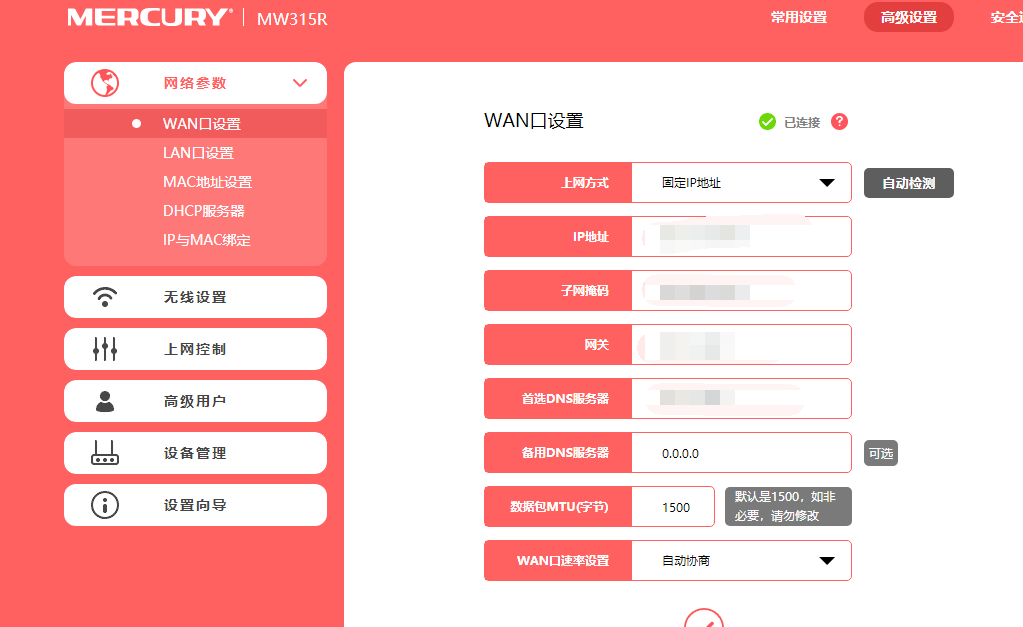 MERCURY MW315R
常用设置 高级设置 安全
网络参数
WAN口设置
LAN口设置
MAC地址设置
DHCP服务器
IP与MAC绑定
无线设置
上网控制
高级用户
设备管理
设置向导
WAN口设置 已连接 ?
上网方式 固定IP地址 自动检测
IP地址
子网掩码
网关
首选DNS服务器
备用DNS服务器 0.0.0.0 可选
数据包MTU(字节) 1500 默认是1500，如非
必要，请勿修改
WAN口速率设置 自动协商